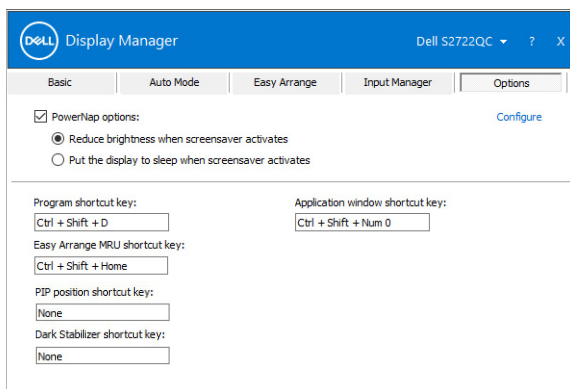 DELL Display Manager
Dell S2722QC ? X
Basic Auto Mode Easy Arrange Input Manager Options
PowerNap options: Configure
Reduce brightness when screensaver activates
Put the display to sleep when screensaver activates
Program shortcut key: Application window shortcut key:
Ctrl + Shift + D Ctrl + Shift + Num 0
Easy Arrange MRU shortcut key:
Ctrl + Shift + Home
PIP position shortcut key:
None
Dark Stabilizer shortcut key:
None